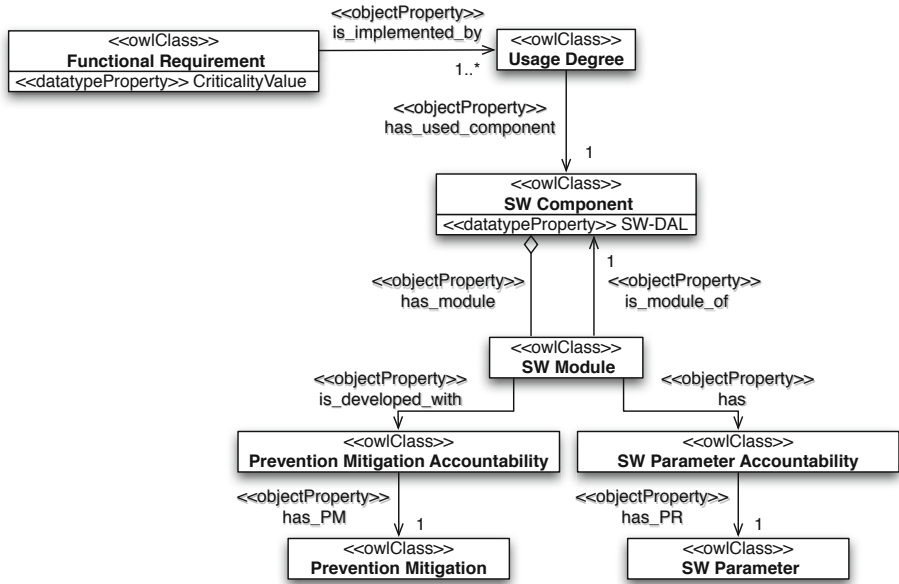 <<objectProperty>>
is_implemented_by
<<owlClass>>
Functional Requirement
<<datatypeProperty>> CriticalityValue
1..*
<<owlClass>>
Usage Degree
<<objectProperty>>
has_used_component
1
<<owlClass>>
SW Component
<<datatypeProperty>> SW-DAL
<<objectProperty>>
has_module
1
<<objectProperty>>
is_module_of
<<owlClass>>
SW Module
<<objectProperty>>
is_developed_with
<<objectProperty>>
has
<<owlClass>>
Prevention Mitigation Accountability
<<owlClass>>
SW Parameter Accountability
<<objectProperty>>
has_PM
1
<<objectProperty>>
has_PR
1
<<owlClass>>
Prevention Mitigation
<<owlClass>>
SW Parameter